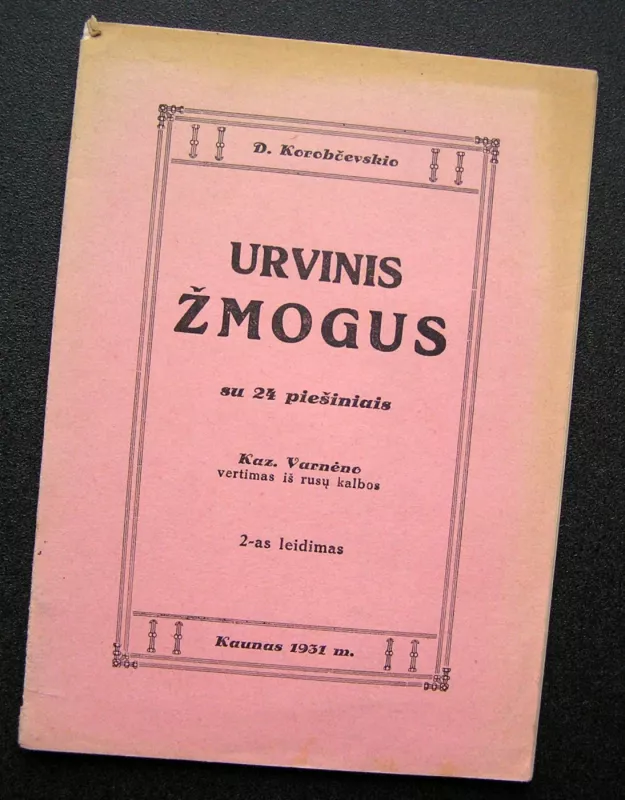 D. Korobčevskio
URVINIS
ŽMOGUS
su 24 piešiniais
Kaz. Varnėno
vertimas iš rusų kalbos
2-as leidimas
Kaunas 1931 m.